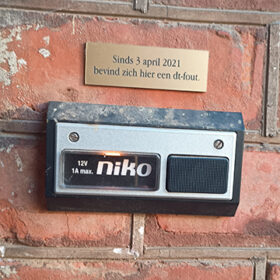 Sinds 3 april 2021
bevind zich hier een dt-fout.
12V
1A max.
niko